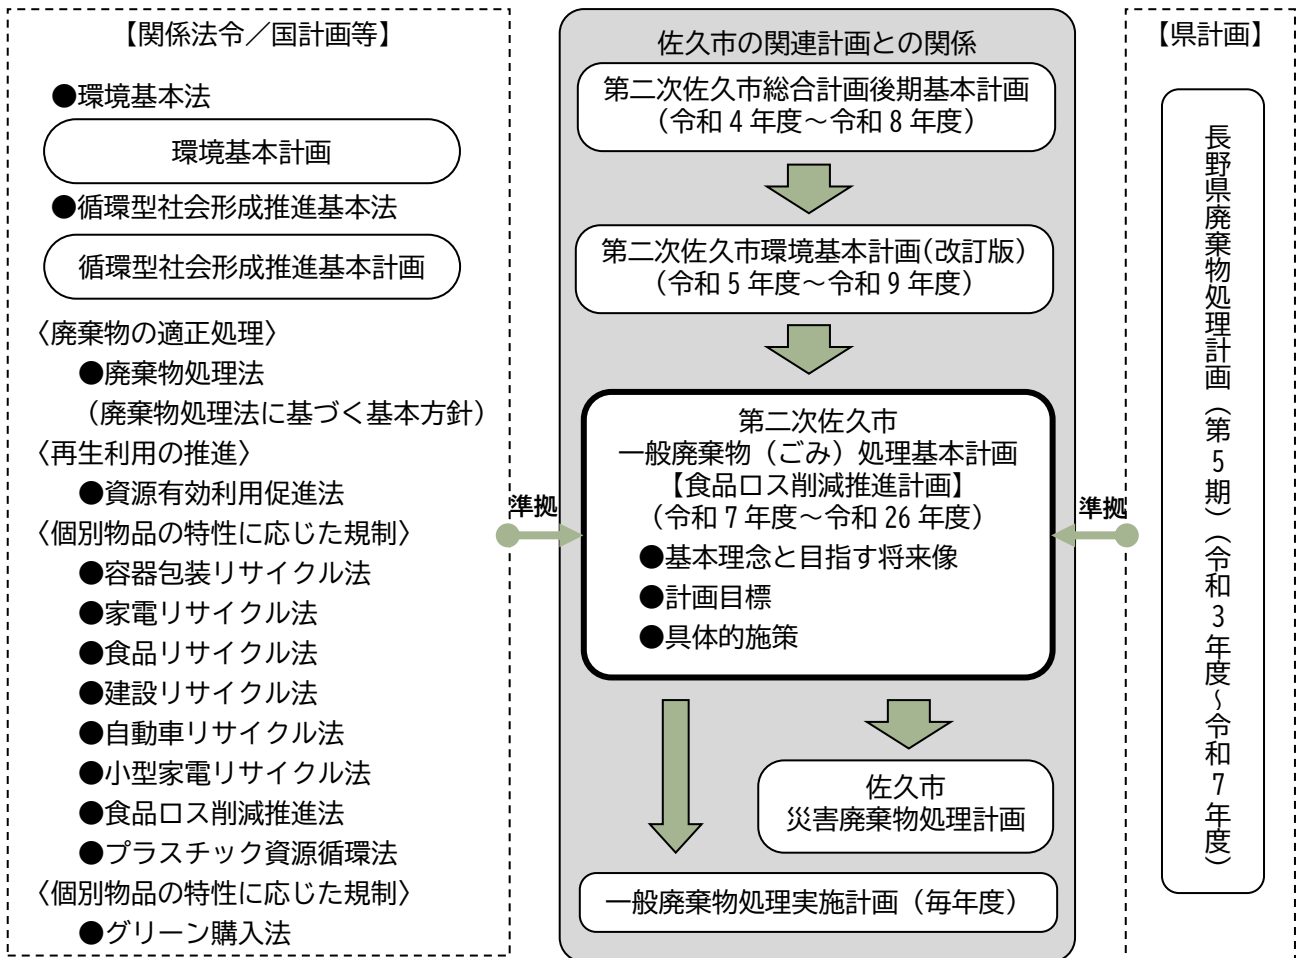 【関係法令／国計画等】
●環境基本法
環境基本計画
●循環型社会形成推進基本法
循環型社会形成推進基本計画
〈廃棄物の適正処理〉
●廃棄物処理法
（廃棄物処理法に基づく基本方針）
〈再生利用の推進〉
●資源有効利用促進法
〈個別物品の特性に応じた規制〉
●容器包装リサイクル法
●家電リサイクル法
●食品リサイクル法
●建設リサイクル法
●自動車リサイクル法
●小型家電リサイクル法
●食品ロス削減推進法
●プラスチック資源循環法
〈個別物品の特性に応じた規制〉
●グリーン購入法
準拠
佐久市の関連計画との関係
第二次佐久市総合計画後期基本計画
（令和４年度～令和８年度）
第二次佐久市環境基本計画（改訂版）
（令和５年度～令和９年度）
第二次佐久市
一般廃棄物（ごみ）処理基本計画
【食品ロス削減推進計画】
（令和７年度～令和 26 年度）
●基本理念と目指す将来像
●計画目標
●具体的施策
佐久市
災害廃棄物処理計画
一般廃棄物処理実施計画（毎年度）
準拠
【県計画】
長野県廃棄物処理計画（第５期）（令和３年度～令和７年度）